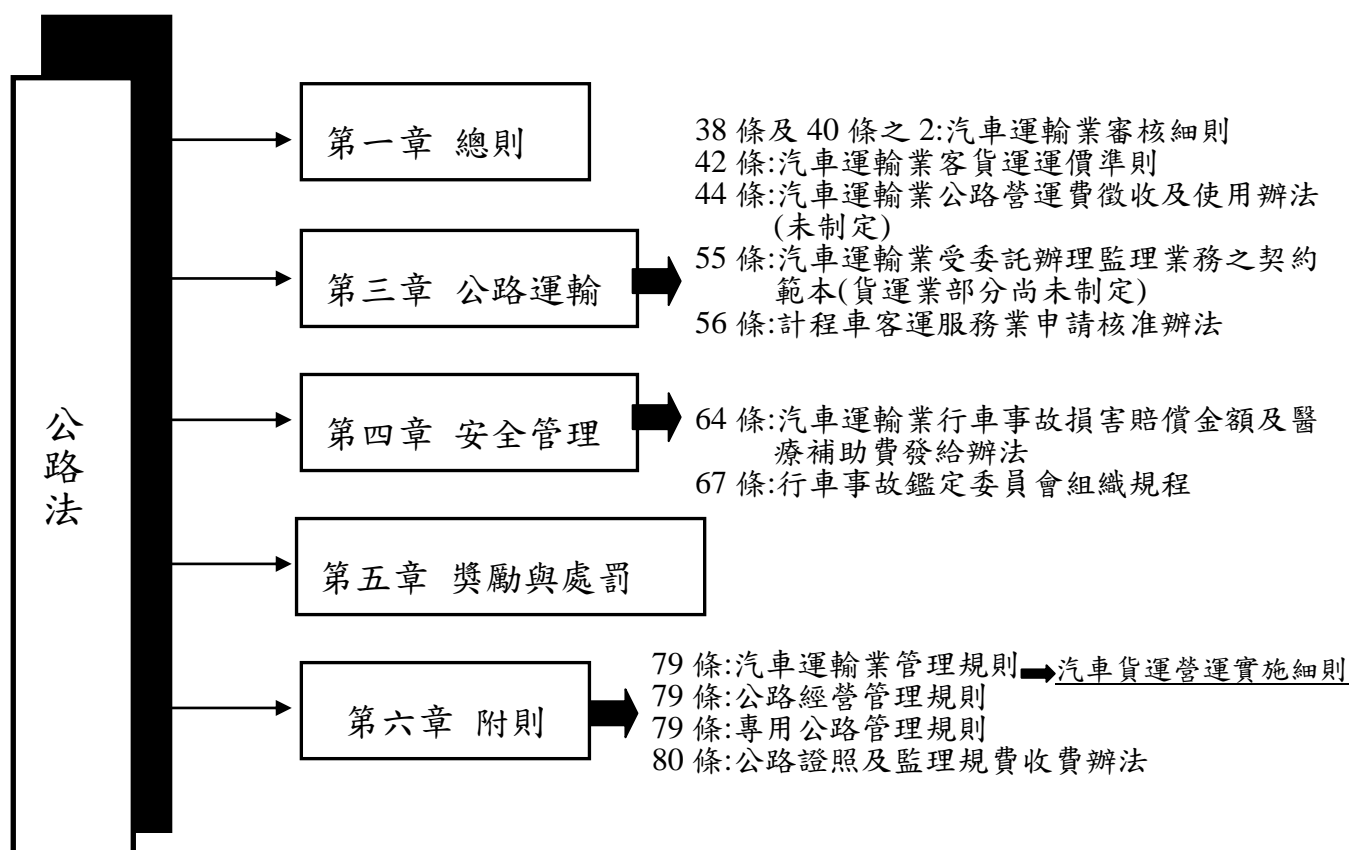 公路法
第一章 總則
38 條及 40 條之 2:汽車運輸業審核細則
42 條:汽車運輸業客貨運運價準則
44 條:汽車運輸業公路營運費徵收及使用辦法
(未制定)
第三章 公路運輸
55 條:汽車運輸業受委託辦理監理業務之契約
範本(貨運業部分尚未制定)
56 條:計程車客運服務業申請核准辦法
第四章 安全管理
64 條:汽車運輸業行車事故損害賠償金額及醫
療補助費發給辦法
67 條:行車事故鑑定委員會組織規程
第五章 獎勵與處罰
第六章 附則
79 條:汽車運輸業管理規則
汽車貨運營運實施細則
79 條:公路經營管理規則
79 條:專用公路管理規則
80 條:公路證照及監理規費收費辦法